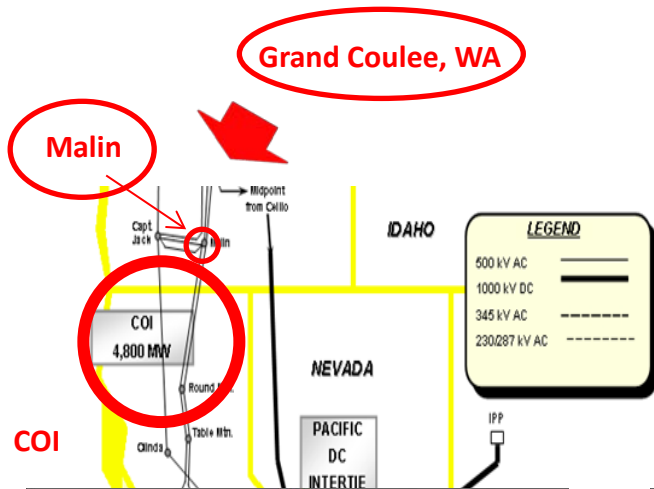 Grand Coulee, WA
Malin
Midpoint
from Celilo
Capt.
Jack
Malin
IDAHO
LEGEND
500 kV AC
1000 kV DC
345 kV AC
230/287 kV AC
COI
4,800 MW
NEVADA
Round
Table Mtn.
Olinda
COI
PACIFIC
DC
INTERTIE
IPP